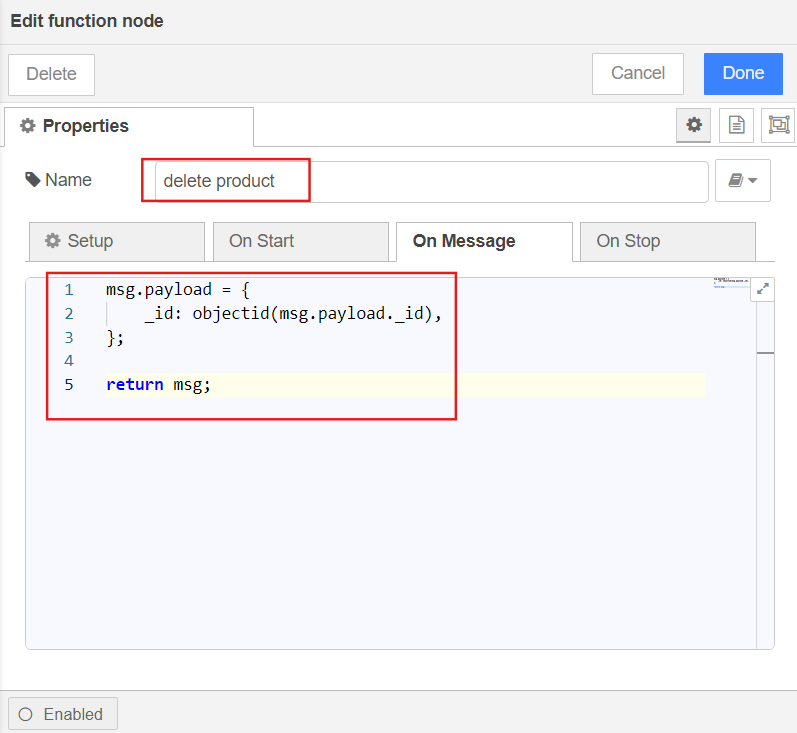 Edit function node
Delete
Cancel
Done
Properties
Name
delete product
Setup
On Start
On Message
On Stop
1 msg.payload = {
2 _id: objectid(msg.payload._id),
3 };
4
5 return msg;
Enabled